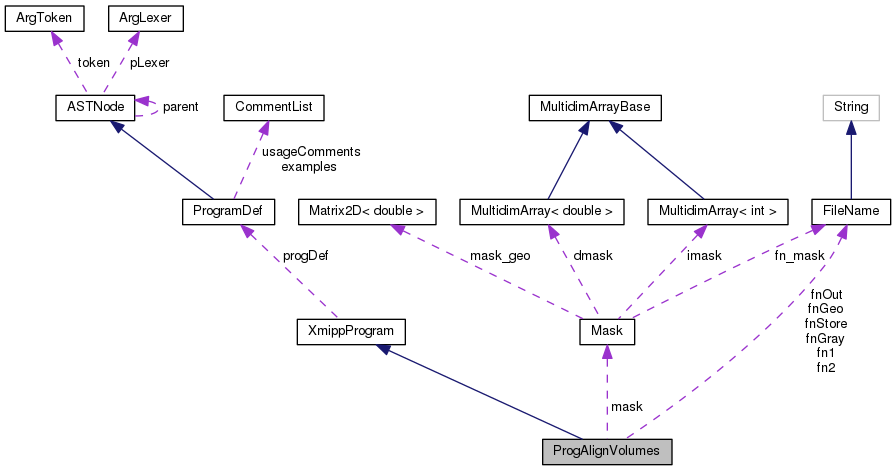 ArgToken
ArgLexer
token
pLexer
ASTNode
parent
CommentList
MultidimArrayBase
String
usageComments
examples
ProgramDef
Matrix2D< double >
MultidimArray< double >
MultidimArray< int >
FileName
progDef
mask_geo
dmask
imask
fn_mask
fnOut
fnGeo
fnStore
fnGray
fn1
fn2
XmippProgram
Mask
mask
ProgAlignVolumes